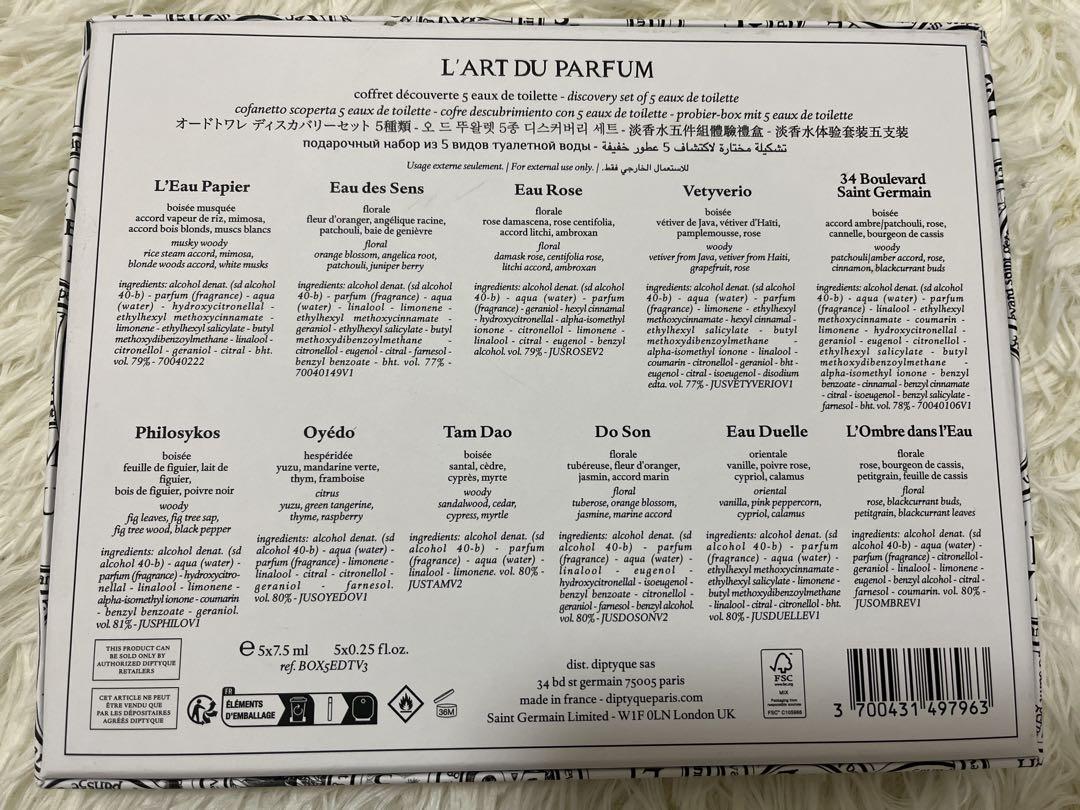 L'ART DU PARFUM
coffret découverte 5 eaux de toilette - discovery set of 5 eaux de toilette
cofanetto scoperta 5 eaux de toilette - cofre descubrimiento con 5 eaux de toilette - probier-box mit 5 eaux de toilette
オードトワレ ディスカバリーセット 5種類 - 오 드 뚜왈렛 5종 디스커버리 세트 - 淡香水五件組體驗禮盒 - 淡香水体验套装五支装
подарочный набор из 5 видов туалетной воды - تشكيلة مختارة لاكتشاف 5 عطور خفيفة
Usage externe seulement. | For external use only. | للاستعمال الخارجي فقط.
L'Eau Papier
boisée musquée
accord vapeur de riz, mimosa,
accord bois blonds, muscs blancs
musky woody
rice steam accord, mimosa,
blonde woods accord, white musks
ingredients: alcohol denat. (sd alcohol
40-b) - parfum (fragrance) - aqua
(water) - hydroxycitronellal -
ethylhexyl methoxycinnamate -
limonene - ethylhexyl salicylate - butyl
methoxydibenzoylmethane - linalool -
citronellol - geraniol - citral - bht.
vol. 79% - 70040222
Eau des Sens
florale
fleur d'oranger, angélique racine,
patchouli, baie de genièvre
floral
orange blossom, angelica root,
patchouli, juniper berry
ingredients: alcohol denat. (sd alcohol
40-b) - parfum (fragrance) - aqua
(water) - limonene - linalool -
ethylhexyl methoxycinnamate
geraniol - ethylhexyl salicylate - butyl
methoxydibenzoylmethane -
citronellol - eugenol - citral - farnesol -
benzyl benzoate - bht. vol. 77% -
70040149V1
Eau Rose
florale
rose damascena, rose centifolia,
accord litchi, ambroxan
floral
damask rose, centifolia rose,
litchi accord, ambroxan
ingredients: alcohol denat. (sd alcohol
40-b) - aqua (water) - parfum
(fragrance) - geraniol - hexyl cinnamal
- hydroxycitronellal - alpha-isomethyl
ionone - citronellol - limonene -
linalool - citral - eugenol - benzyl
alcohol. vol. 79% - JUSROSEV2
Vetyverio
boisée
vétiver de Java, vétiver d'Haïti,
pamplemousse, rose
woody
vetiver from Java, vetiver from Haiti,
grapefruit, rose
ingredients: alcohol denat. (sd alcohol
40-b) - aqua (water) - parfum
(fragrance) - limonene - ethylhexyl
methoxycinnamate - hexyl cinnamal -
ethylhexyl salicylate - butyl
methoxydibenzoylmethane -
alpha-isomethyl ionone - linalool -
coumarin - citronellol - geraniol - bht -
eugenol - citral - isoeugenol - disodium
edta. vol. 77% - JUSVETYVERIOV1
34 Boulevard
Saint Germain
boisée
accord ambre/patchouli, rose,
cannelle, bourgeon de cassis
woody
patchouli/amber accord, rose,
cinnamon, blackcurrant buds
ingredients: alcohol denat. (sd
alcohol 40-b) - aqua (water) - parfum
(fragrance) - linalool - ethylhexyl
methoxycinnamate - coumarin -
limonene - hydroxycitronellal -
geraniol - eugenol - citronellol -
ethylhexyl salicylate - butyl
methoxydibenzoylmethane
alpha-isomethyl ionone - benzyl
benzoate - cinnamal - benzyl cinnamate
- citral - isoeugenol - benzyl salicylate -
farnesol - bht. vol. 78% - 70040106V1
Philosykos
boisée
feuille de figuier, lait de
figuier,
bois de figuier, poivre noir
woody
fig leaves, fig tree sap,
fig tree wood, black pepper
ingredients: alcohol denat. (sd
alcohol 40-b) - aqua (water) -
parfum (fragrance) - hydroxycitro-
nellal - linalool - limonene -
alpha-isomethyl ionone - coumarin
- benzyl benzoate - geraniol.
vol. 81% - JUSPHILOV1
Oyédo
hespéridée
yuzu, mandarine verte,
thym, framboise
citrus
yuzu, green tangerine,
thyme, raspberry
ingredients: alcohol denat. (sd
alcohol 40-b) - aqua (water) -
parfum (fragrance) - limonene -
linalool - citral - citronellol -
geraniol - farnesol.
vol. 80% - JUSOYEDOV1
Tam Dao
boisée
santal, cèdre,
cyprès, myrte
woody
sandalwood, cedar,
cypress, myrtle
ingredients: alcohol denat. (sd
alcohol 40-b) - parfum
(fragrance) - aqua (water) -
linalool - limonene. vol. 80% -
JUSTAMV2
Do Son
florale
tubéreuse, fleur d'oranger,
jasmin, accord marin
floral
tuberose, orange blossom,
jasmine, marine accord
ingredients: alcohol denat. (sd
alcohol 40-b) - parfum
(fragrance) - aqua (water) -
linalool - eugenol -
hydroxycitronellal - isoeugenol -
benzyl benzoate - citronellol -
geraniol - farnesol - benzyl alcohol.
vol. 80% - JUSDOSONV2
Eau Duelle
orientale
vanille, poivre rose,
cypriol, calamus
oriental
vanilla, pink peppercorn,
cypriol, calamus
ingredients: alcohol denat. (sd
alcohol 40-b) - parfum
(fragrance) - aqua (water) -
ethylhexyl methoxycinnamate -
ethylhexyl salicylate - limonene -
butyl methoxydibenzoylmethane
- linalool - citral - citronellol - bht.
vol. 80% - JUSDUELLEV1
L'Ombre dans l'Eau
florale
rose, bourgeon de cassis,
petitgrain, feuille de cassis
floral
rose, blackcurrant buds,
petitgrain, blackcurrant leaves
ingredients: alcohol denat. (sd
alcohol 40-b) - aqua (water) -
parfum (fragrance) - citronellol -
geraniol - linalool - limonene -
eugenol - benzyl alcohol - citral -
farnesol - coumarin. vol. 80% -
JUSOMBREV1
THIS PRODUCT CAN
BE SOLD ONLY BY
AUTHORIZED DIPTYQUE
RETAILERS
CET ARTICLE NE PEUT
ÊTRE VENDU QUE
PAR LES DÉPOSITAIRES
AGRÉÉS DIPTYQUE
℮ 5x7.5 ml 5x0.25 fl.oz.
ref. BOX5EDTV3
FR
ÉLÉMENTS
D'EMBALLAGE
36M
dist. diptyque sas
34 bd st germain 75005 paris
made in france - diptyqueparis.com
Saint Germain Limited - W1F 0LN London UK
FSC
www.fsc.org
MIX
Packaging from
responsible sources
FSC® C105986
3 700431 497963